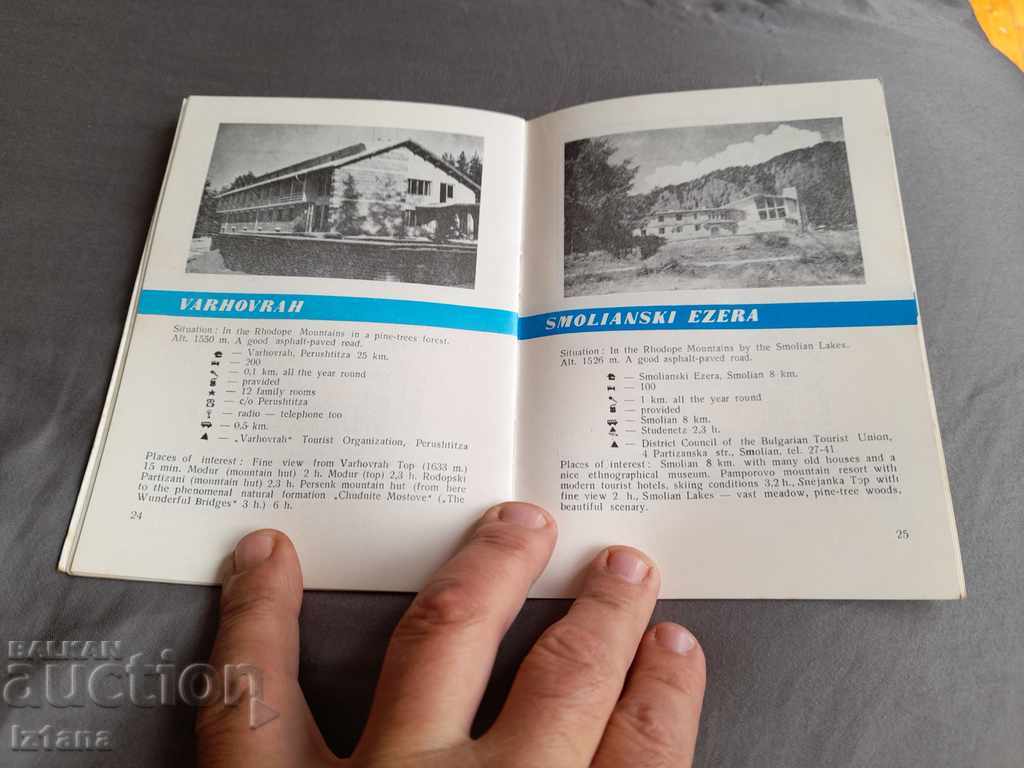 VARHOVRAH
Situation : In the Rhodope Mountains in a pine-trees forest.
Alt. 1550 m. A good asphalt-paved road.
— Varhovrah, Perushtitza 25 km.
— 200
— 0,1 km. all the year round
— pravided
— 12 family rooms
— c/o Perushtitza
— radio — telephone too
— 0,5 km.
— „Varhovrah" Tourist Organization, Perushtitza
Places of interest : Fine view from Varhovrah Top (1633 m.)
15 min. Modur (mountain hut) 2 h. Modur (top) 2,3 h. Rodopski
Partizani (mountain hut) 2,3 h. Persenk mountain hut (from here
to the phenomenal natural formation „Chudnite Mostove" („The
Wunderful Bridges" 3 h.) 6 h.
24
SMOLIANSKI EZERA
Situation : In the Rhodope Mountains by the Smolian Lakes.
Alt. 1526 m. A good asphalt-paved road.
— Smolianski Ezera, Smolian 8 km.
— 100
— 1 km. all the year round
— provided
— Smolian 8 km.
— Studenetz 2,3 h.
— District Council of the Bulgarian Tourist Union,
4 Partizanska str., Smolian, tel. 27-41
Places of interest : Smolian 8 km. with many old houses and a
nice ethnographical museum. Pamporovo mountain resort with
modern tourist hotels, skiing conditions 3,2 h., Snejanka Top with
fine view 2 h., Smolian Lakes — vast meadow, pine-tree woods,
beautiful scenary.
25
BALKAN
auction
Iztana